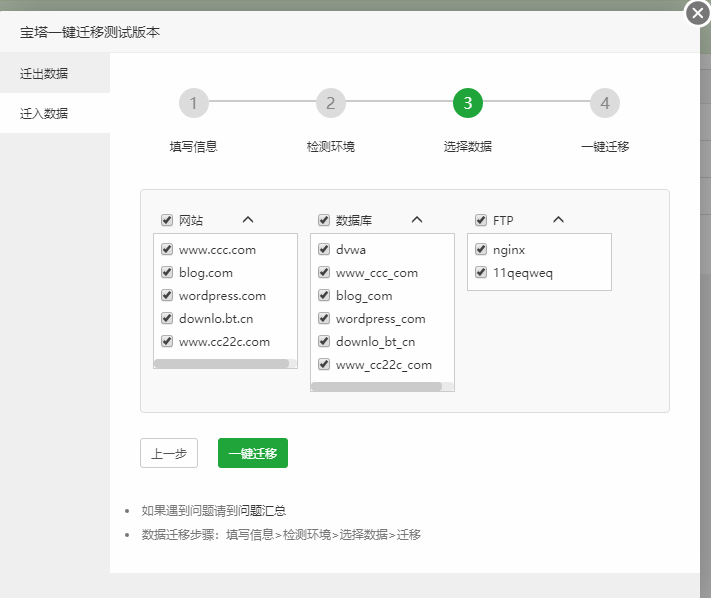 宝塔一键迁移测试版本
迁出数据
迁入数据
1 2 3 4
填写信息 检测环境 选择数据 一键迁移
网站
www.ccc.com
blog.com
wordpress.com
downlo.bt.cn
www.cc22c.com
数据库
dvwa
www_ccc_com
blog_com
wordpress_com
downlo_bt_cn
www_cc22c_com
FTP
nginx
11qeqweq
上一步 一键迁移
如果遇到问题请到问题汇总
数据迁移步骤：填写信息>检测环境>选择数据>迁移